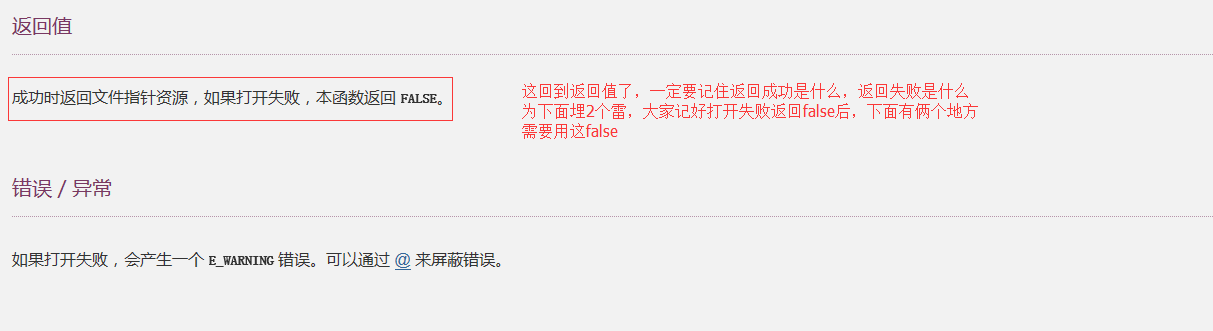 返回值
成功时返回文件指针资源，如果打开失败，本函数返回 FALSE。
这回到返回值了，一定要记住返回成功是什么，返回失败是什么
为下面埋2个雷，大家记好打开失败返回false后，下面有俩个地方
需要用这false
错误 / 异常
如果打开失败，会产生一个 E_WARNING 错误。可以通过 @ 来屏蔽错误。